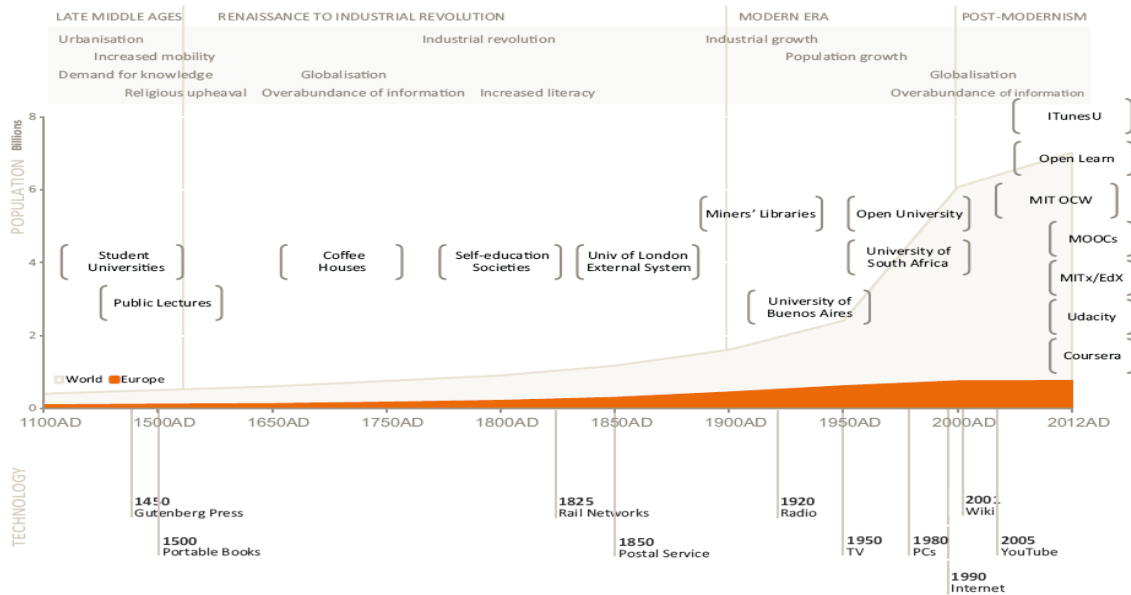 LATE MIDDLE AGES
RENAISSANCE TO INDUSTRIAL REVOLUTION
MODERN ERA
POST-MODERNISM
Urbanisation
Industrial revolution
Industrial growth
Increased mobility
Population growth
Demand for knowledge
Globalisation
Globalisation
Religious upheaval
Overabundance of information
Increased literacy
Overabundance of information
POPULATION Billions
8
6
4
2
0
ITunesU
Open Learn
MIT OCW
Miners' Libraries
Open University
MOOCs
Student
Universities
Coffee
Houses
Self-education
Societies
Univ of London
External System
University of
South Africa
MITx/EdX
Public Lectures
University of
Buenos Aires
Udacity
Coursera
World
Europe
1100AD
1500AD
1650AD
1750AD
1800AD
1850AD
1900AD
1950AD
2000AD
2012AD
TECHNOLOGY
1450
Gutenberg Press
1500
Portable Books
1825
Rail Networks
1850
Postal Service
1920
Radio
1950
TV
1980
PCs
1990
Internet
2001
Wiki
2005
YouTube